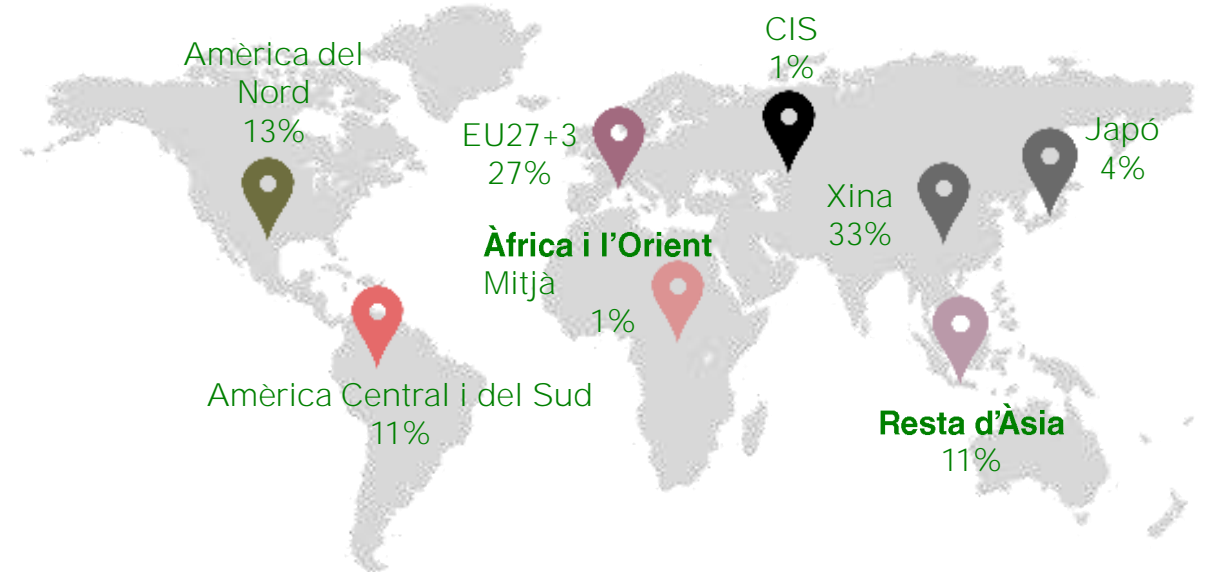 Amèrica del
Nord
13%
CIS
1%
EU27+3
27%
Japó
4%
Xina
33%
Àfrica i l’Orient
Mitjà
1%
Amèrica Central i del Sud
11%
Resta d’Àsia
11%